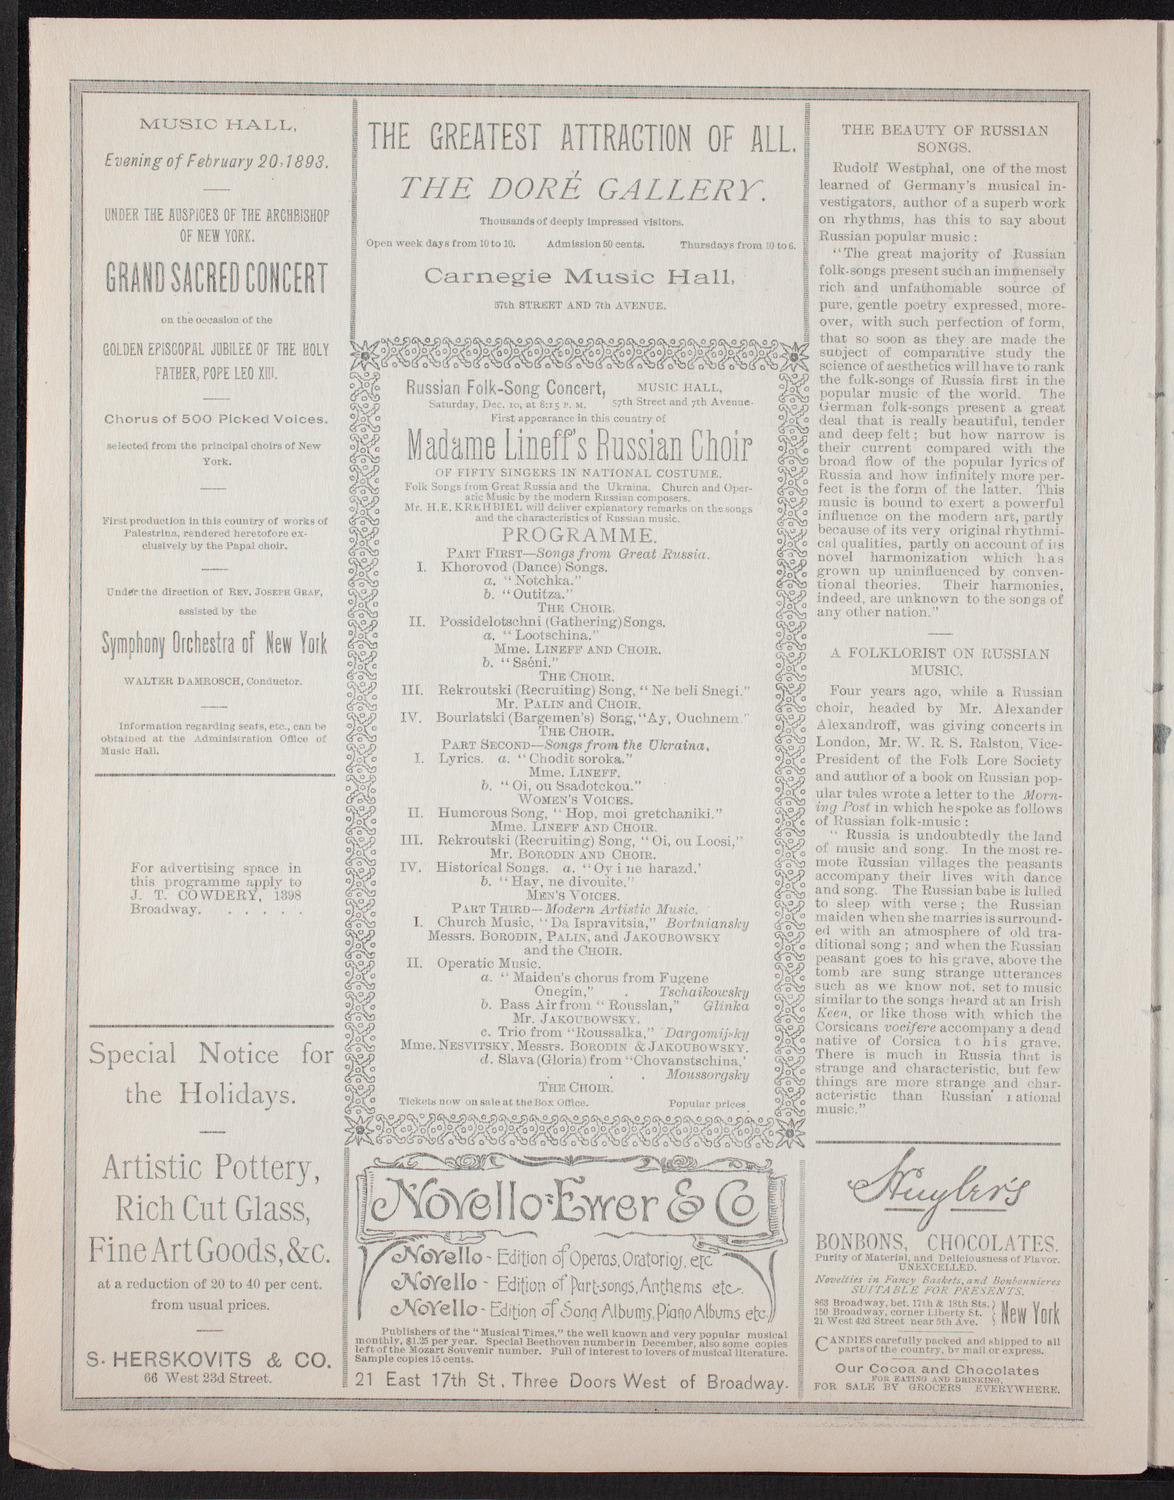 MUSIC HALL,
Evening of February 20, 1893.
UNDER THE AUSPICES OF THE ARCHBISHOP
OF NEW YORK.
GRAND SACRED CONCERT
on the occasion of the
GOLDEN EPISCOPAL JUBILEE OF THE HOLY
FATHER, POPE LEO XIII.
Chorus of 500 Picked Voices.
selected from the principal choirs of New
York.
First production in this country of works of
Palestrina, rendered heretofore ex-
clusively by the Papal choir.
Under the direction of REV. JOSEPH GRAF,
assisted by the
Symphony Orchestra of New York
WALTER DAMROSCH, Conductor.
Information regarding seats, etc., can be
obtained at the Administration Office of
Music Hall.
For advertising space in
this programme apply to
J. T. COWDERY, 1398
Broadway. . . . . .
Special Notice for
the Holidays.
Artistic Pottery,
Rich Cut Glass,
Fine Art Goods, &c.
at a reduction of 20 to 40 per cent.
from usual prices.
S. HERSKOVITS & CO.
66 West 23d Street.
THE GREATEST ATTRACTION OF ALL.
THE DORÉ GALLERY.
Thousands of deeply impressed visitors.
Open week days from 10 to 10. Admission 50 cents. Thursdays from 10 to 6.
Carnegie Music Hall,
57th STREET AND 7th AVENUE.
Russian Folk-Song Concert, MUSIC HALL,
Saturday, Dec. 10, at 8:15 P. M. 57th Street and 7th Avenue.
First appearance in this country of
Madame Lineff's Russian Choir
OF FIFTY SINGERS IN NATIONAL COSTUME.
Folk Songs from Great Russia and the Ukraina. Church and Oper-
atic Music by the modern Russian composers.
Mr. H. E. KREHBIEL will deliver explanatory remarks on the songs
and the characteristics of Russian music.
PROGRAMME.
PART FIRST—Songs from Great Russia.
I. Khorovod (Dance) Songs.
a. "Notchka."
b. "Outitza."
THE CHOIR.
II. Possidelotschni (Gathering) Songs.
a. "Lootschina."
Mme. LINEFF AND CHOIR.
b. "Sséni."
THE CHOIR.
III. Rekroutski (Recruiting) Song, "Ne beli Snegi."
Mr. PALIN and CHOIR.
IV. Bourlatski (Bargemen's) Song, "Ay, Ouchnem."
THE CHOIR.
PART SECOND—Songs from the Ukraina.
I. Lyrics. a. "Chodit soroka."
Mme. LINEFF.
b. "Oi, ou Ssadotckou."
WOMEN'S VOICES.
II. Humorous Song, "Hop, moi gretchaniki."
Mme. LINEFF AND CHOIR.
III. Rekroutski (Recruiting) Song, "Oi, ou Loosi,"
Mr. BORODIN AND CHOIR.
IV. Historical Songs. a. "Oy i ne harazd.'
b. "Hay, ne divouite."
MEN'S VOICES.
PART THIRD—Modern Artistic Music.
I. Church Music, "Da Ispravitsia," Bortniansky
Messrs. BORODIN, PALIN, and JAKOUBOWSKY
and the CHOIR.
II. Operatic Music.
a. "Maiden's chorus from Fugene
Onegin," . Tschaikowsky
b. Bass Air from "Rousslan," Glinka
Mr. JAKOUBOWSKY.
c. Trio from "Roussalka," Dargomijsky
Mme. NESVITSKY, Messrs. BORODIN & JAKOUBOWSKY.
d. Slava (Gloria) from "Chovanstschina,'
. . . Moussorgsky
THE CHOIR.
Tickets now on sale at the Box Office. Popular prices
Novello-Ewer & Co
Novello - Edition of Operas, Oratorios, etc
Novello - Edition of Part-songs, Anthems etc.
Novello - Edition of Song Albums, Piano Albums etc.
Publishers of the "Musical Times," the well known and very popular musical
monthly, $1.25 per year. Special Beethoven number in December, also some copies
left of the Mozart Souvenir number. Full of interest to lovers of musical literature.
Sample copies 15 cents.
21 East 17th St, Three Doors West of Broadway.
THE BEAUTY OF RUSSIAN
SONGS.
Rudolf Westphal, one of the most
learned of Germany's musical in-
vestigators, author of a superb work
on rhythms, has this to say about
Russian popular music:
"The great majority of Russian
folk-songs present such an immensely
rich and unfathomable source of
pure, gentle poetry expressed, more-
over, with such perfection of form,
that so soon as they are made the
subject of comparative study the
science of aesthetics will have to rank
the folk-songs of Russia first in the
popular music of the world. The
German folk-songs present a great
deal that is really beautiful, tender
and deep felt; but how narrow is
their current compared with the
broad flow of the popular lyrics of
Russia and how infinitely more per-
fect is the form of the latter. This
music is bound to exert a powerful
influence on the modern art, partly
because of its very original rhythmi-
cal qualities, partly on account of its
novel harmonization which has
grown up uninfluenced by conven-
tional theories. Their harmonies,
indeed, are unknown to the songs of
any other nation."
A FOLKLORIST ON RUSSIAN
MUSIC.
Four years ago, while a Russian
choir, headed by Mr. Alexander
Alexandroff, was giving concerts in
London, Mr. W. R. S. Ralston, Vice-
President of the Folk Lore Society
and author of a book on Russian pop-
ular tales wrote a letter to the Morn-
ing Post in which he spoke as follows
of Russian folk-music:
"Russia is undoubtedly the land
of music and song. In the most re-
mote Russian villages the peasants
accompany their lives with dance
and song. The Russian babe is lulled
to sleep with verse; the Russian
maiden when she marries is surround-
ed with an atmosphere of old tra-
ditional song; and when the Russian
peasant goes to his grave, above the
tomb are sung strange utterances
such as we know not, set to music
similar to the songs heard at an Irish
Keen, or like those with which the
Corsicans vocifere accompany a dead
native of Corsica to his grave.
There is much in Russia that is
strange and characteristic, but few
things are more strange and char-
acteristic than Russian national
music."
Huyler's
BONBONS, CHOCOLATES.
Purity of Material, and Deliciousness of Flavor.
UNEXCELLED.
Novelties in Fancy Baskets, and Bonbonnieres
SUITABLE FOR PRESENTS.
863 Broadway, bet. 17th & 18th Sts.
150 Broadway, corner Liberty St.
21 West 42d Street near 5th Ave.
New York
CANDIES carefully packed and shipped to all
parts of the country, by mail or express.
Our Cocoa and Chocolates
FOR EATING AND DRINKING,
FOR SALE BY GROCERS EVERYWHERE.